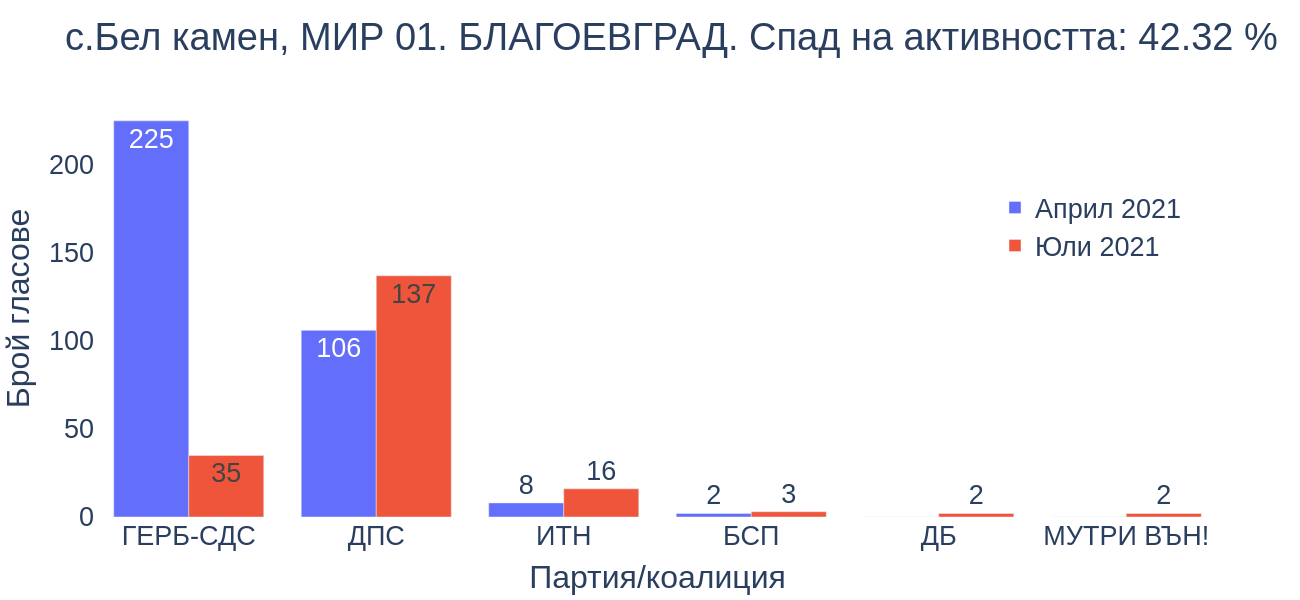 с.Бел камен, МИР 01. БЛАГОЕВГРАД. Спад на активността: 42.32 %
Брой гласове
200
150
100
50
0
225
35
106
137
8
16
2
3
2
2
Април 2021
Юли 2021
ГЕРБ-СДС
ДПС
ИТН
БСП
ДБ
МУТРИ ВЪН!
Партия/коалиция